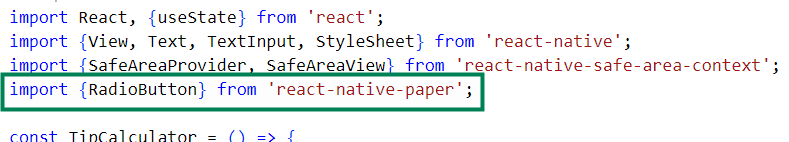 import React, {useState} from 'react';
import {View, Text, TextInput, StyleSheet} from 'react-native';
import {SafeAreaProvider, SafeAreaView} from 'react-native-safe-area-context';
import {RadioButton} from 'react-native-paper';
const TipCalculator = () => {